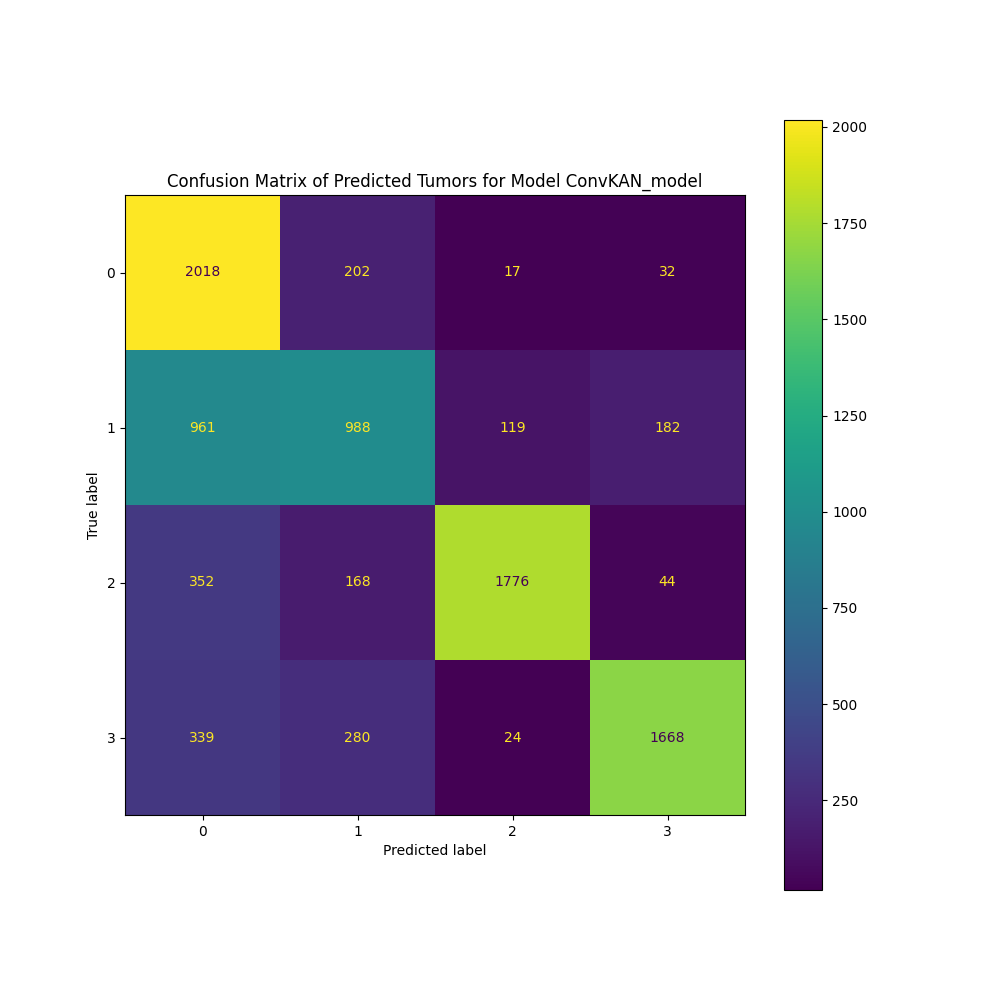 Confusion Matrix of Predicted Tumors for Model ConvKAN_model
0 2018 202 17 32
1 961 988 119 182
2 352 168 1776 44
3 339 280 24 1668
0 1 2 3
Predicted label
True label
2000
1750
1500
1250
1000
750
500
250